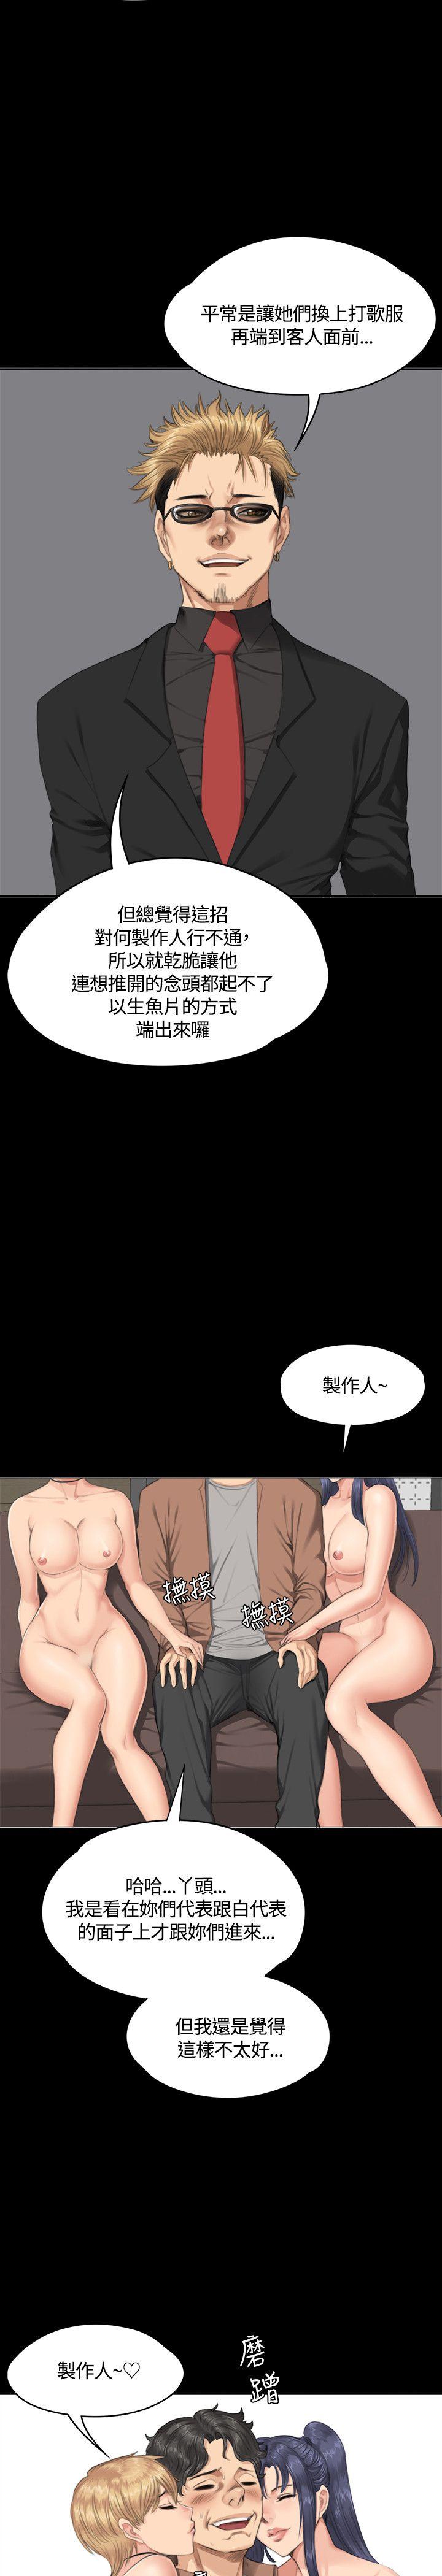 平常是讓她們換上打歌服
再端到客人面前...
但總覺得這招
對何製作人行不通，
所以就乾脆讓他
連想推開的念頭都起不了
以生魚片的方式
端出來囉
製作人~
撫摸
撫摸
哈哈...丫頭...
我是看在妳們代表跟白代表
的面子上才跟妳們進來...
但我還是覺得
這樣不太好...
磨蹭
製作人~♡